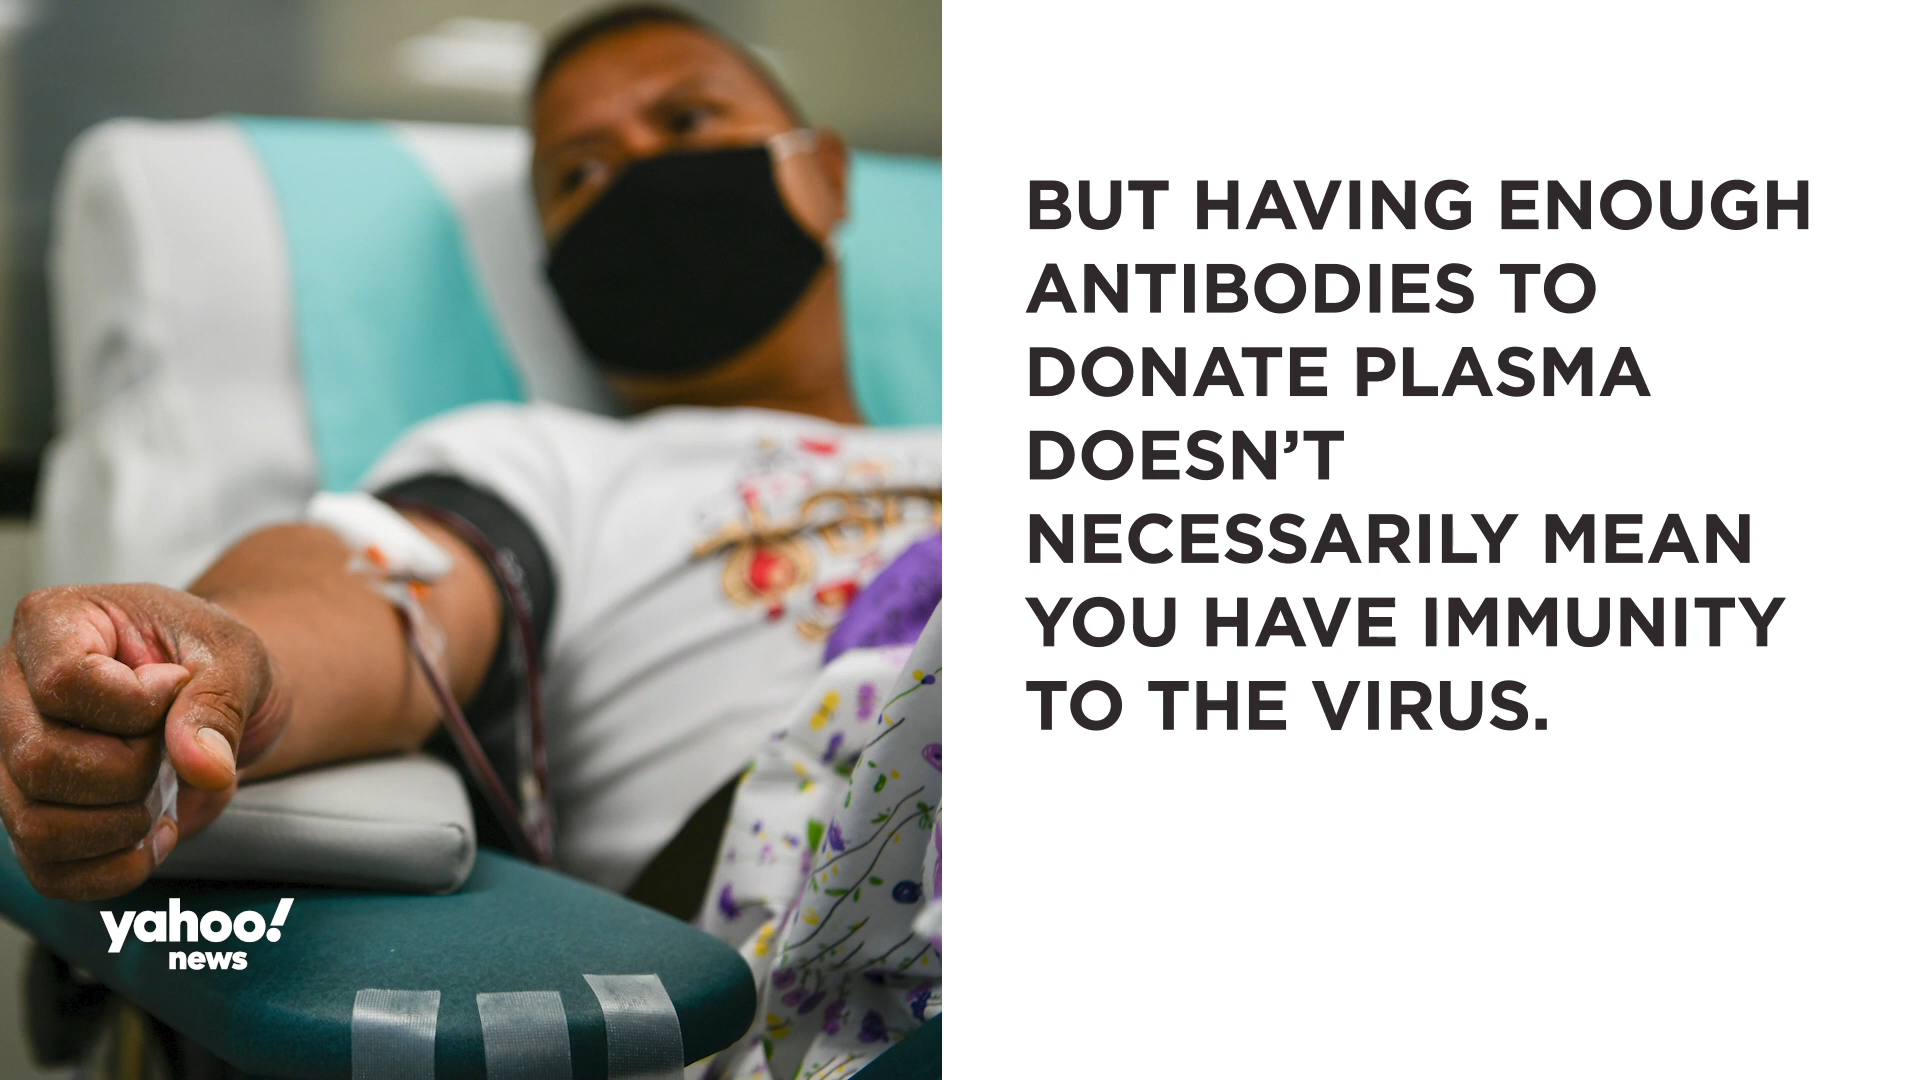 BUT HAVING ENOUGH
ANTIBODIES TO
DONATE PLASMA
DOESN’T
NECESSARILY MEAN
YOU HAVE IMMUNITY
TO THE VIRUS.
yahoo!
news